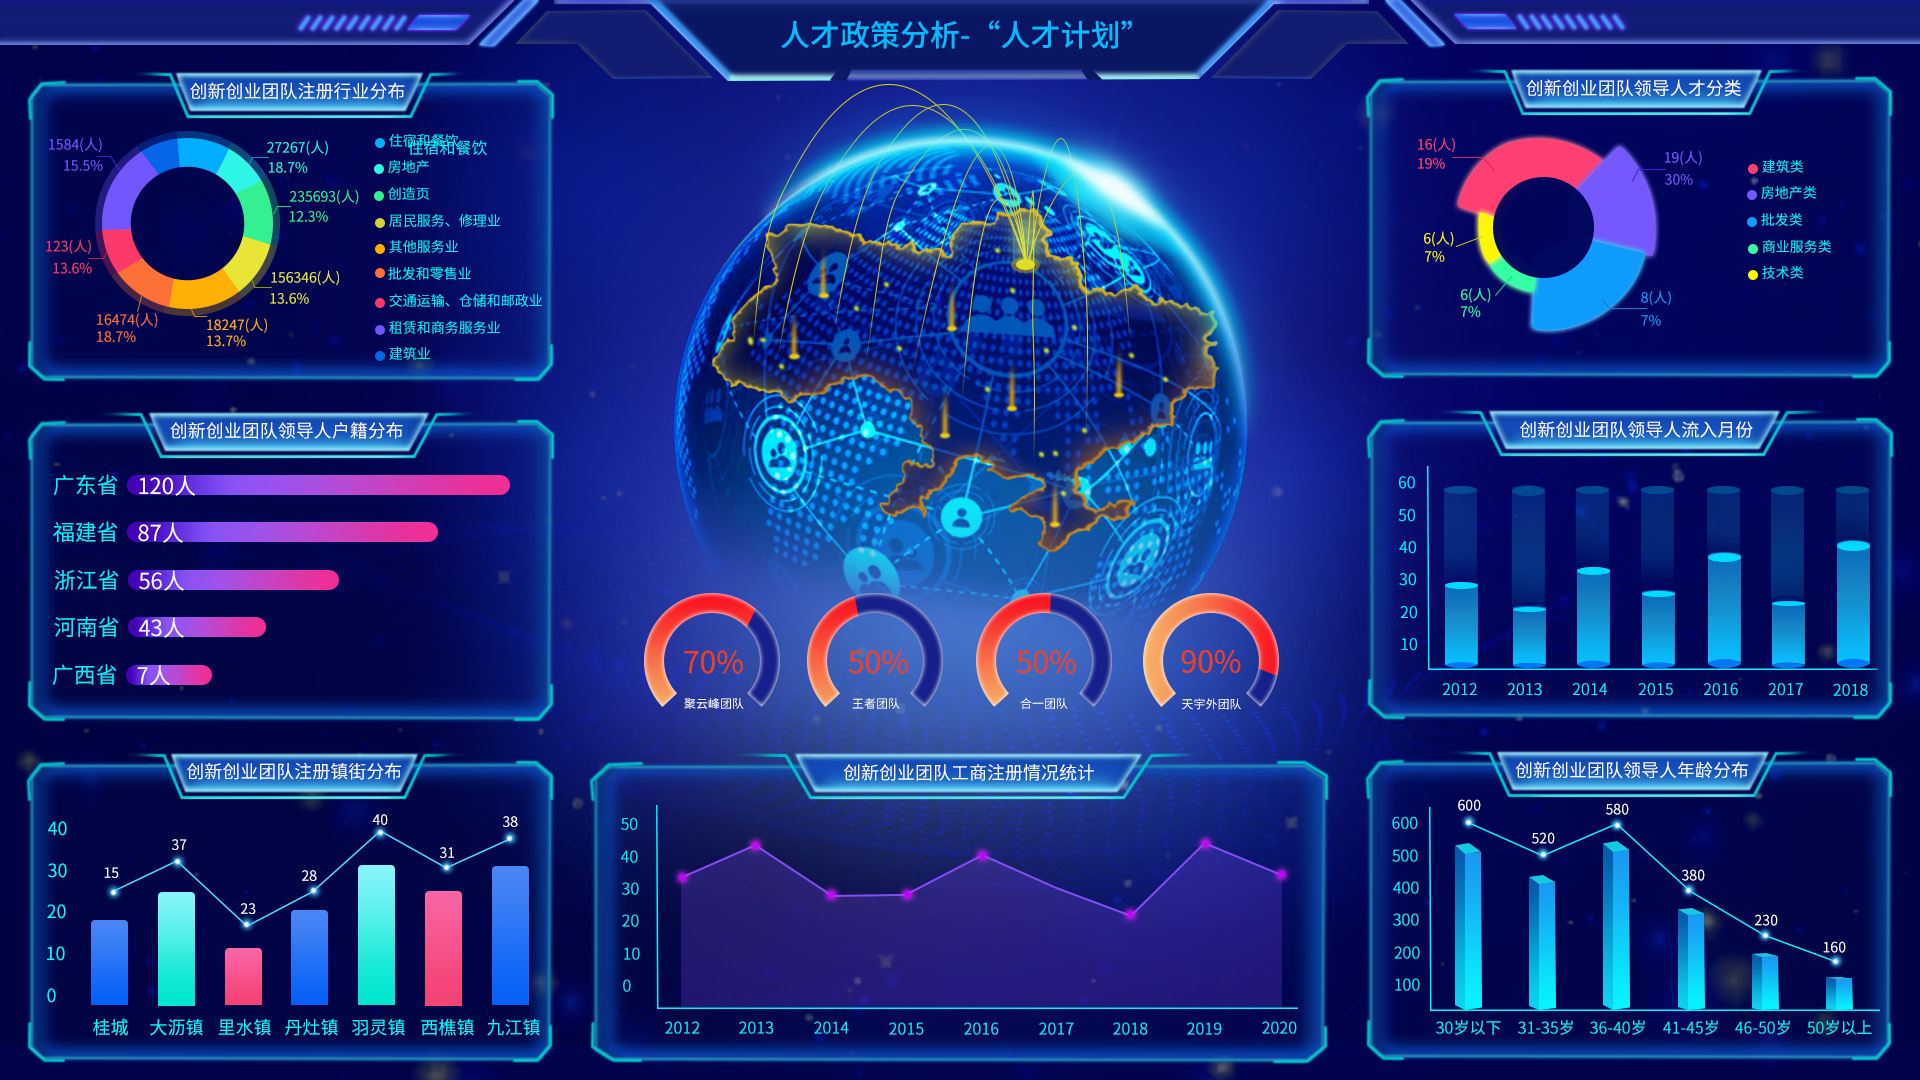 人才政策分析-“人才计划”
创新创业团队注册行业分布
1584(人)
15.5%
27267(人)
18.7%
235693(人)
12.3%
123(人)
13.6%
156346(人)
13.6%
16474(人)
18.7%
18247(人)
13.7%
住宿和餐饮
住宿和餐饮
房地产
创造页
居民服务、修理业
其他服务业
批发和零售业
交通运输、仓储和邮政业
租赁和商务服务业
建筑业
创新创业团队领导人户籍分布
广东省 120人
福建省 87人
浙江省 56人
河南省 43人
广西省 7人
创新创业团队注册镇街分布
40
30
20
10
0
15
37
23
28
40
31
38
桂城 大沥镇 里水镇 丹灶镇 羽灵镇 西樵镇 九江镇
70%
聚云峰团队
50%
王者团队
50%
合一团队
90%
天宇外团队
创新创业团队工商注册情况统计
50
40
30
20
10
0
2012 2013 2014 2015 2016 2017 2018 2019 2020
创新创业团队领导人才分类
16(人)
19%
19(人)
30%
6(人)
7%
6(人)
7%
8(人)
7%
建筑类
房地产类
批发类
商业服务类
技术类
创新创业团队领导人流入月份
60
50
40
30
20
10
2012 2013 2014 2015 2016 2017 2018
创新创业团队领导人年龄分布
600
500
400
300
200
100
600
520
580
380
230
160
30岁以下 31-35岁 36-40岁 41-45岁 46-50岁 50岁以上